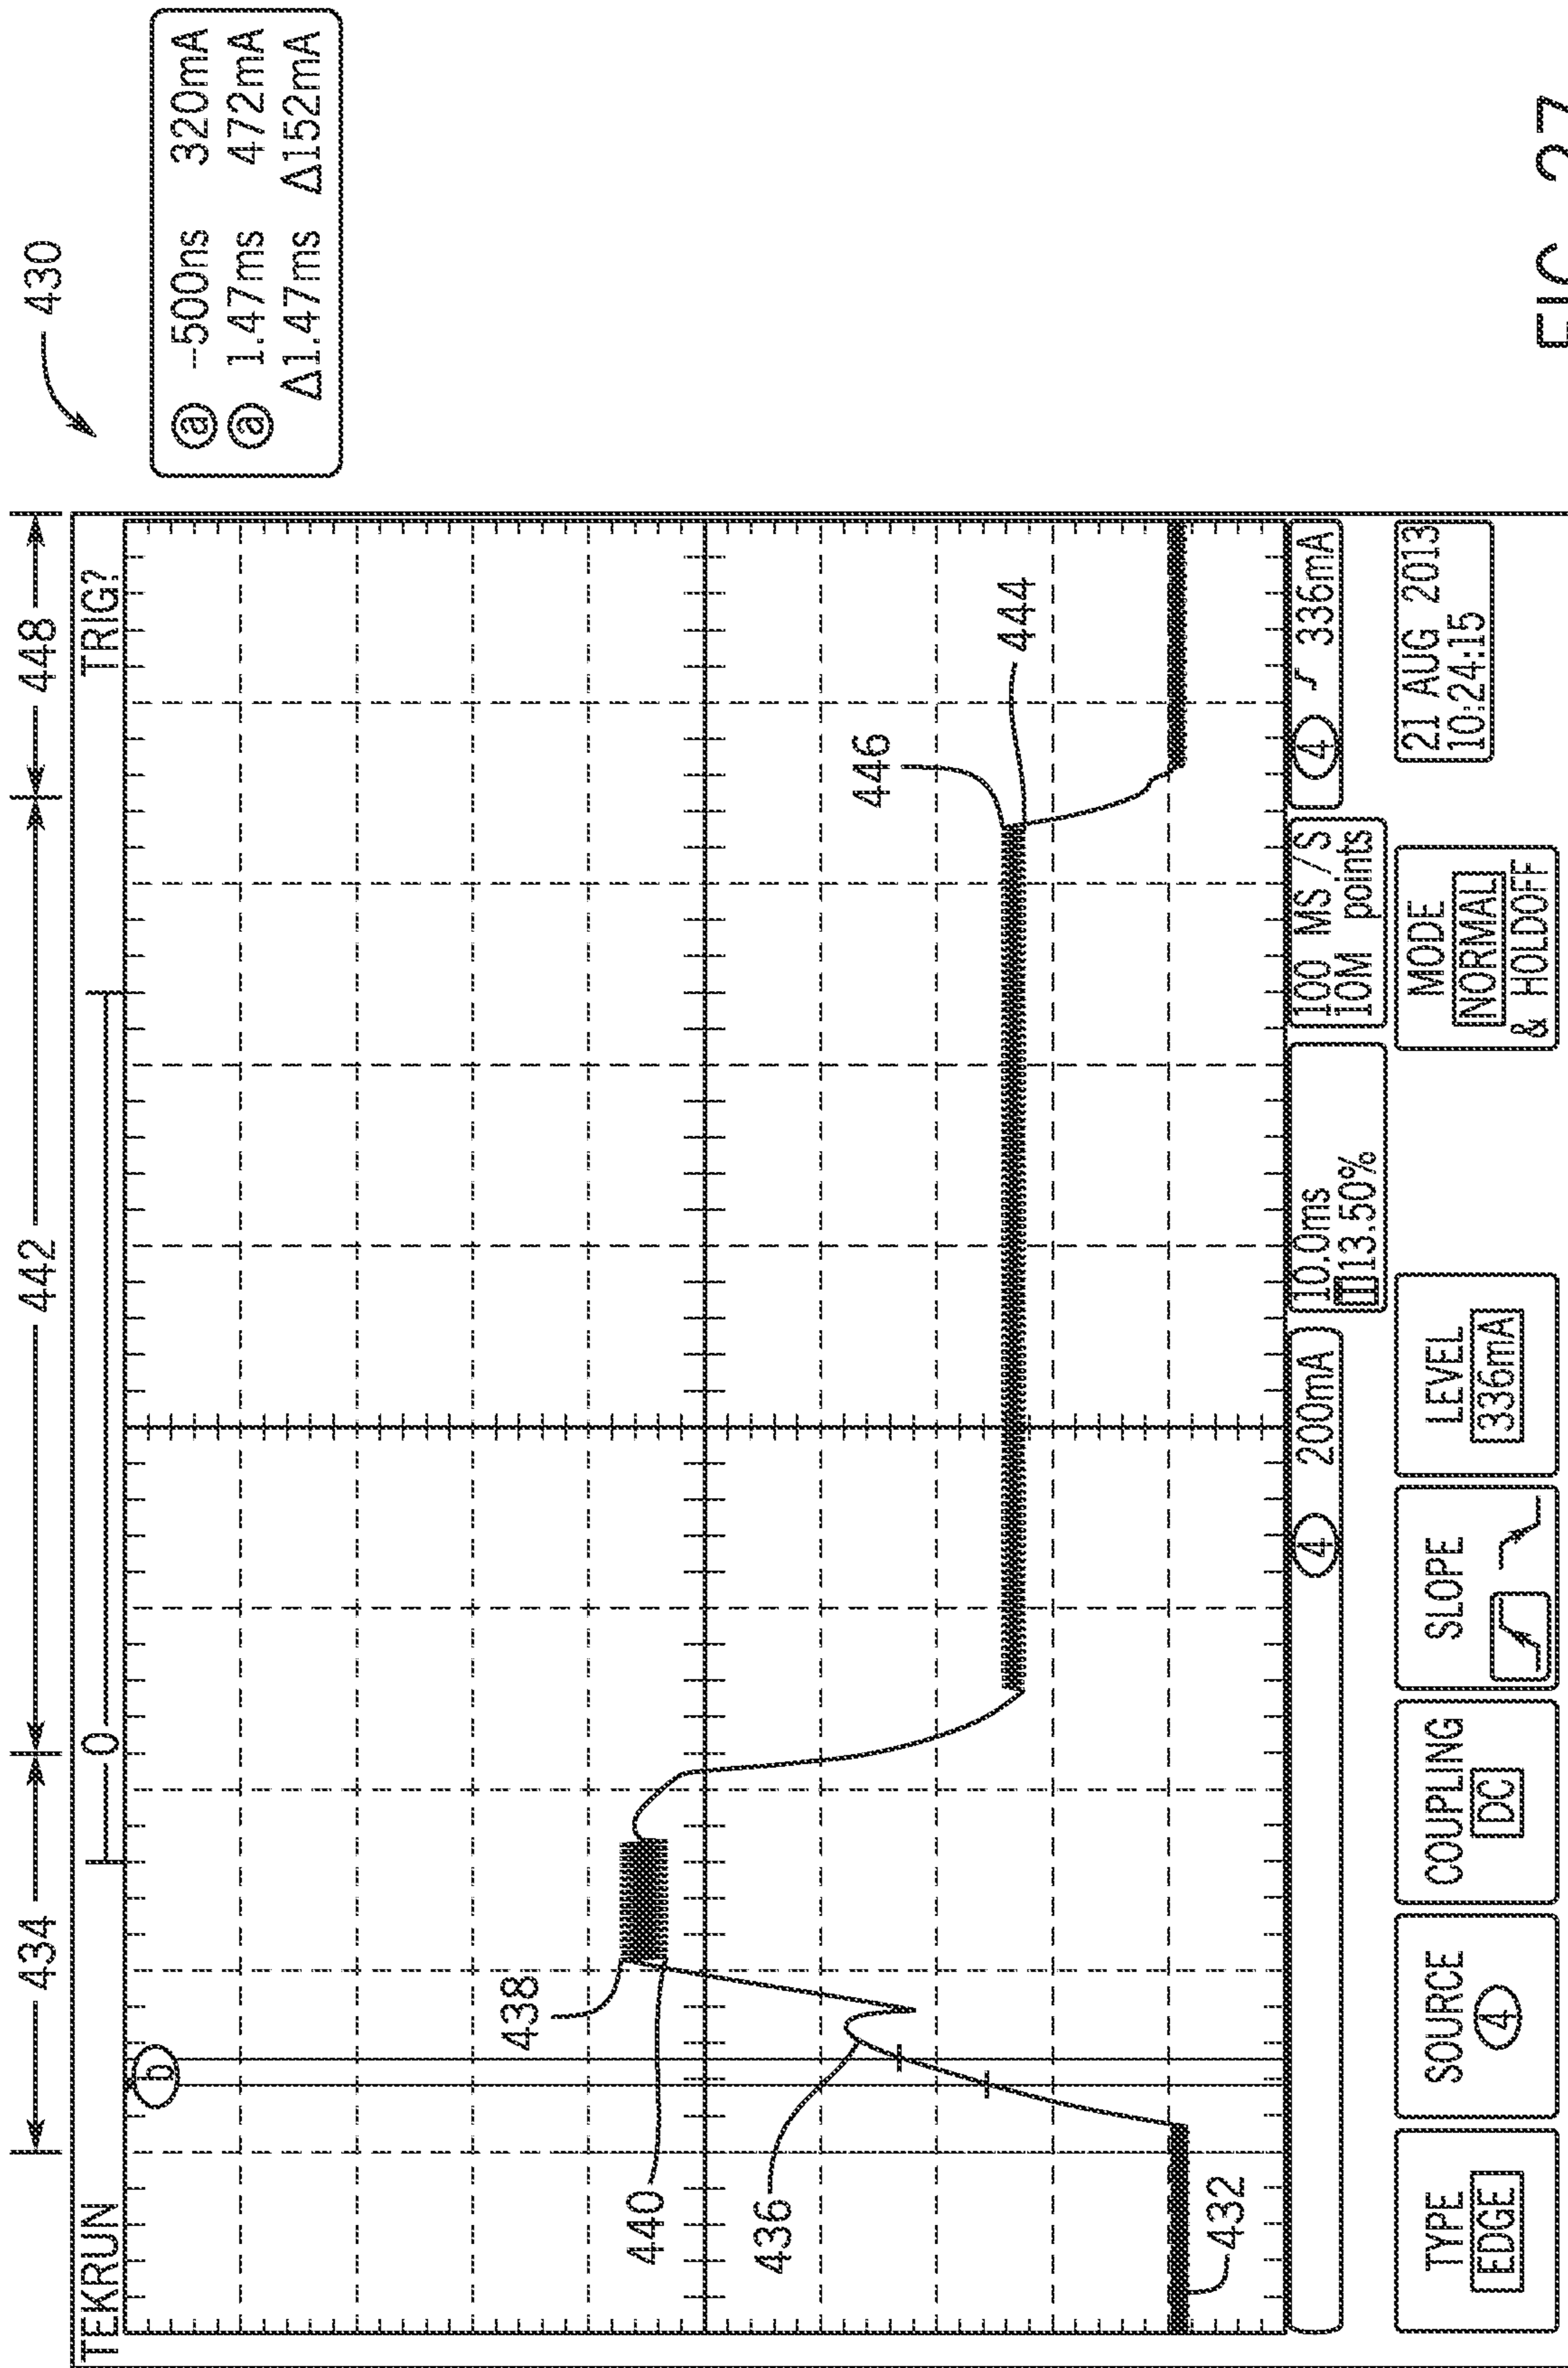 430
434
442
448
TEKRUN
0
TRIG?
ⓐ -500ns 320mA
ⓐ 1.47ms 472mA
Δ1.47ms Δ152mA
b
438
440
436
432
446
444
④ 200mA
10.0ms
13.50%
100 MS/S
10M points
④ 336mA
TYPE
EDGE
SOURCE
④
COUPLING
DC
SLOPE
LEVEL
336mA
MODE
NORMAL
& HOLDOFF
21 AUG 2013
10:24:15